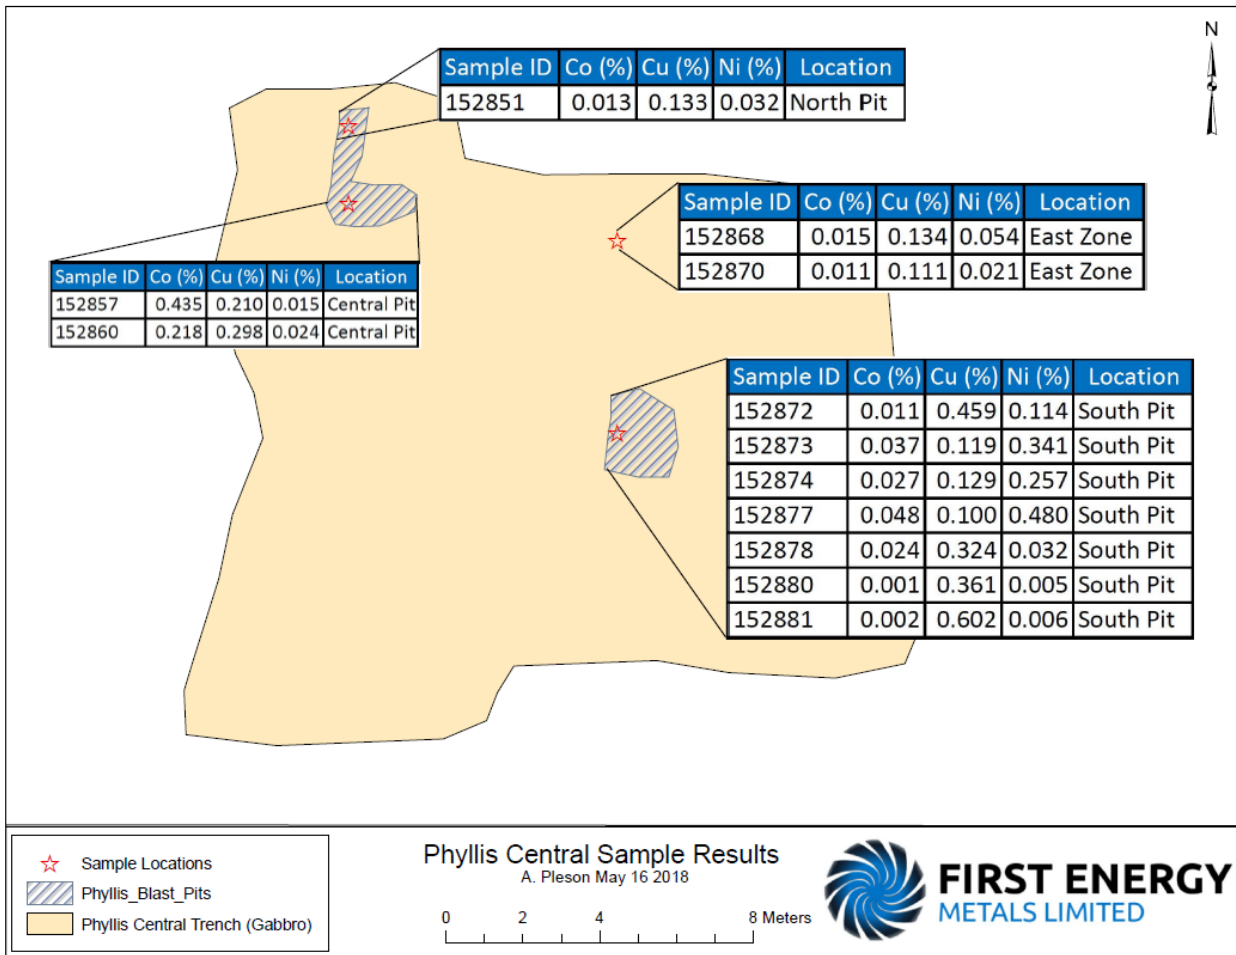 N
Sample ID Co (%) Cu (%) Ni (%) Location
152851 0.013 0.133 0.032 North Pit
Sample ID Co (%) Cu (%) Ni (%) Location
152868 0.015 0.134 0.054 East Zone
152870 0.011 0.111 0.021 East Zone
Sample ID Co (%) Cu (%) Ni (%) Location
152857 0.435 0.210 0.015 Central Pit
152860 0.218 0.298 0.024 Central Pit
Sample ID Co (%) Cu (%) Ni (%) Location
152872 0.011 0.459 0.114 South Pit
152873 0.037 0.119 0.341 South Pit
152874 0.027 0.129 0.257 South Pit
152877 0.048 0.100 0.480 South Pit
152878 0.024 0.324 0.032 South Pit
152880 0.001 0.361 0.005 South Pit
152881 0.002 0.602 0.006 South Pit
Sample Locations
Phyllis_Blast_Pits
Phyllis Central Trench (Gabbro)
Phyllis Central Sample Results
A. Pleson May 16 2018
0 2 4 8 Meters
FIRST ENERGY
METALS LIMITED